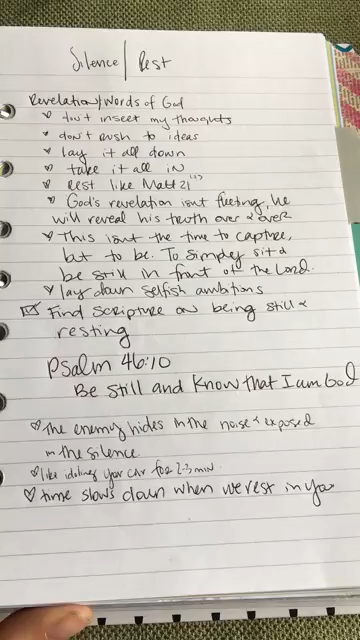 Silence/Rest
Revelation/Words of God
don't insert my thoughts
don't push to ideas
lay it all down
take it all in
Rest like Matt 21
God's revelation isn't fleeting, he
will reveal his truth over & over
This isn't the time to capture,
but to be. To simply sit &
be still in front of the Lord.
lay down selfish ambitions
Find scripture on being still &
resting
Psalm 46:10
Be still and know that I am God
the enemy hides in the noise & exposed
in the silence.
like idoling your car for 2-3 min
time slows down when we rest in you